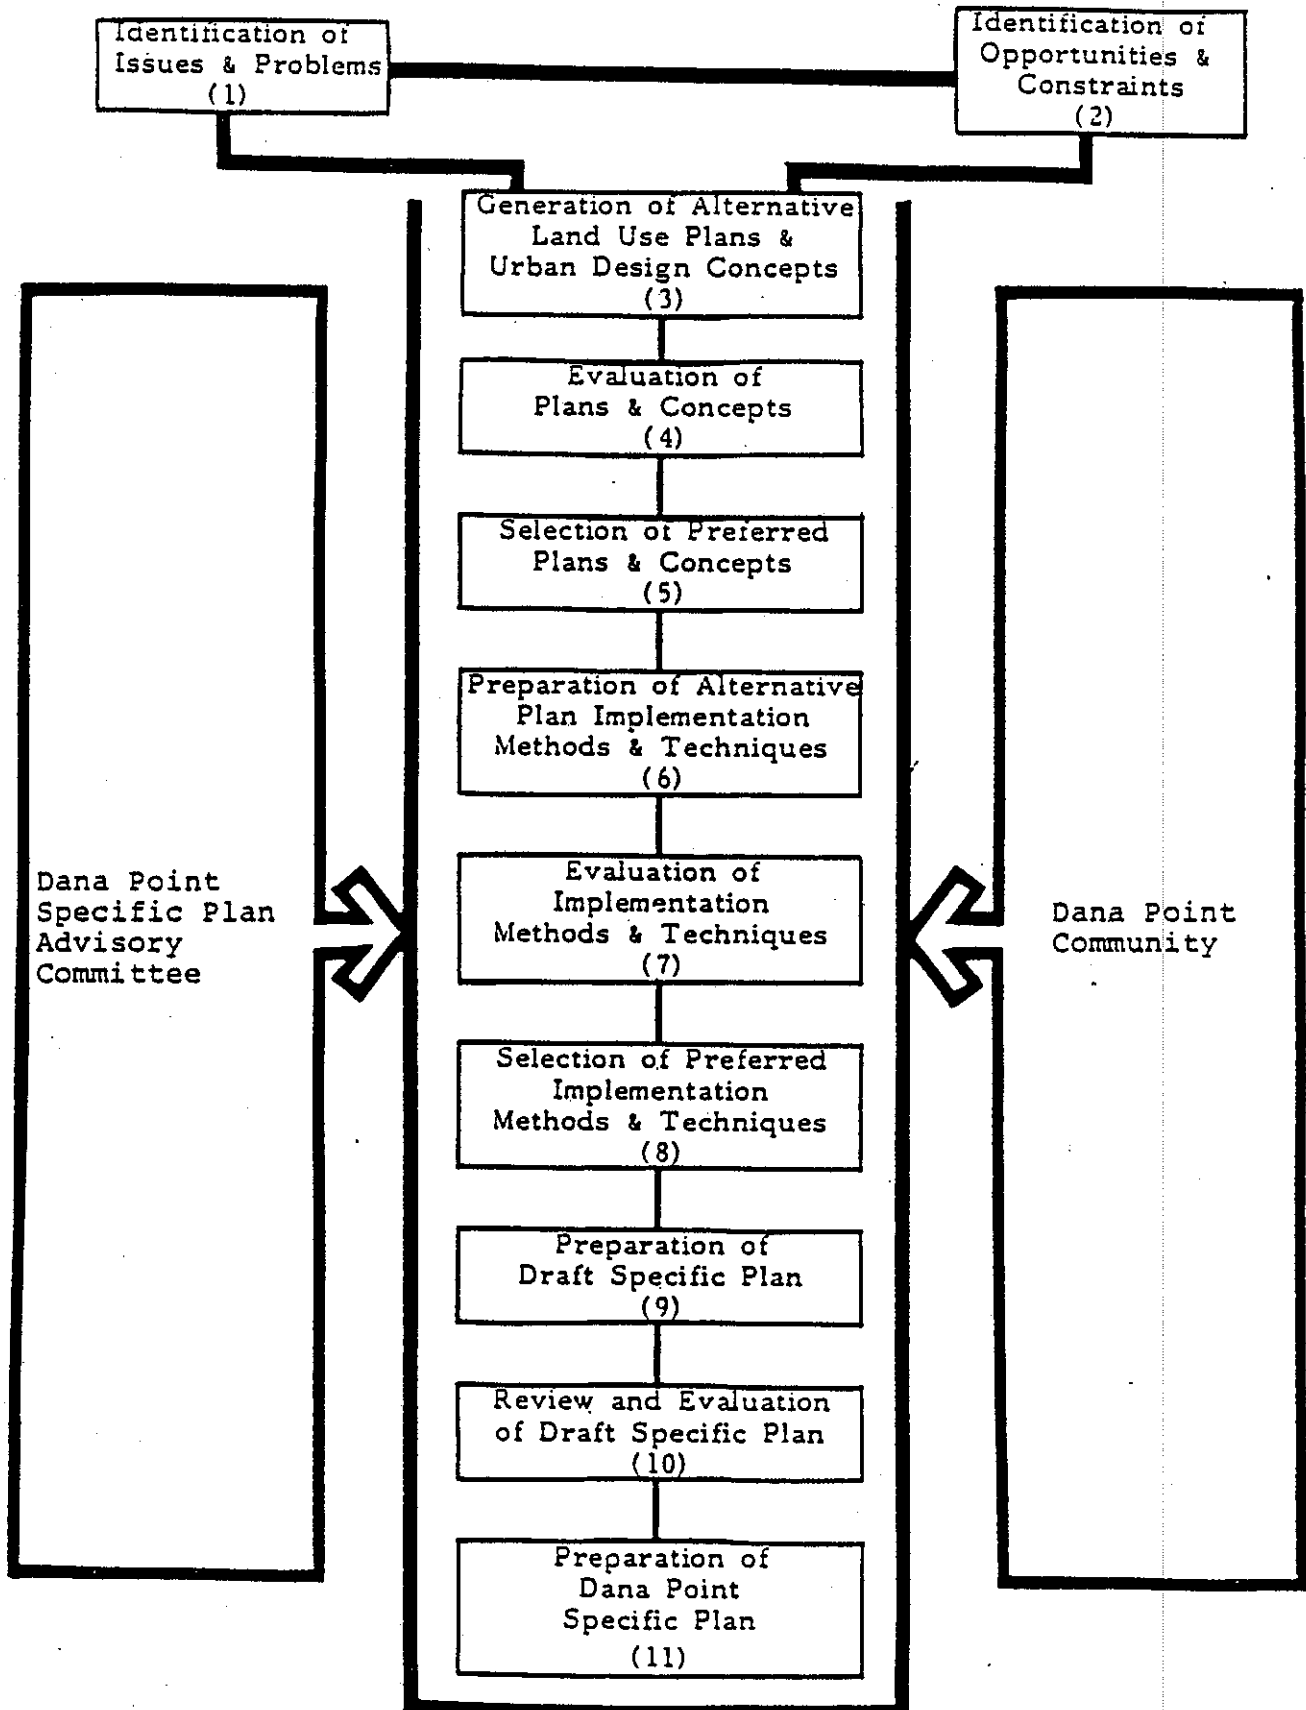 Identification of
Issues & Problems
(1)
Identification of
Opportunities &
Constraints
(2)
Generation of Alternative
Land Use Plans &
Urban Design Concepts
(3)
Evaluation of
Plans & Concepts
(4)
Selection of Preferred
Plans & Concepts
(5)
Preparation of Alternative
Plan Implementation
Methods & Techniques
(6)
Evaluation of
Implementation
Methods & Techniques
(7)
Selection of Preferred
Implementation
Methods & Techniques
(8)
Preparation of
Draft Specific Plan
(9)
Review and Evaluation
of Draft Specific Plan
(10)
Preparation of
Dana Point
Specific Plan
(11)
Dana Point
Specific Plan
Advisory
Committee
Dana Point
Community